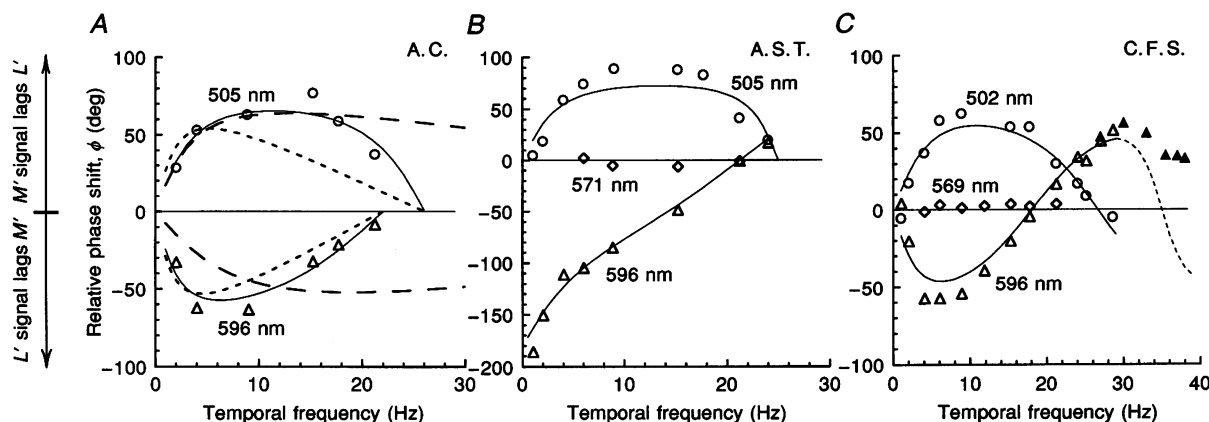 A
A.C.
B
A.S.T.
C
C.F.S.
L′ signal lags M′ M′ signal lags L′
Relative phase shift, ϕ (deg)
100
50
0
−50
−100
505 nm
596 nm
0 10 20 30
Temporal frequency (Hz)
100
50
0
−50
−100
−150
−200
505 nm
571 nm
596 nm
0 10 20 30
Temporal frequency (Hz)
100
50
0
−50
−100
502 nm
569 nm
596 nm
0 10 20 30 40
Temporal frequency (Hz)